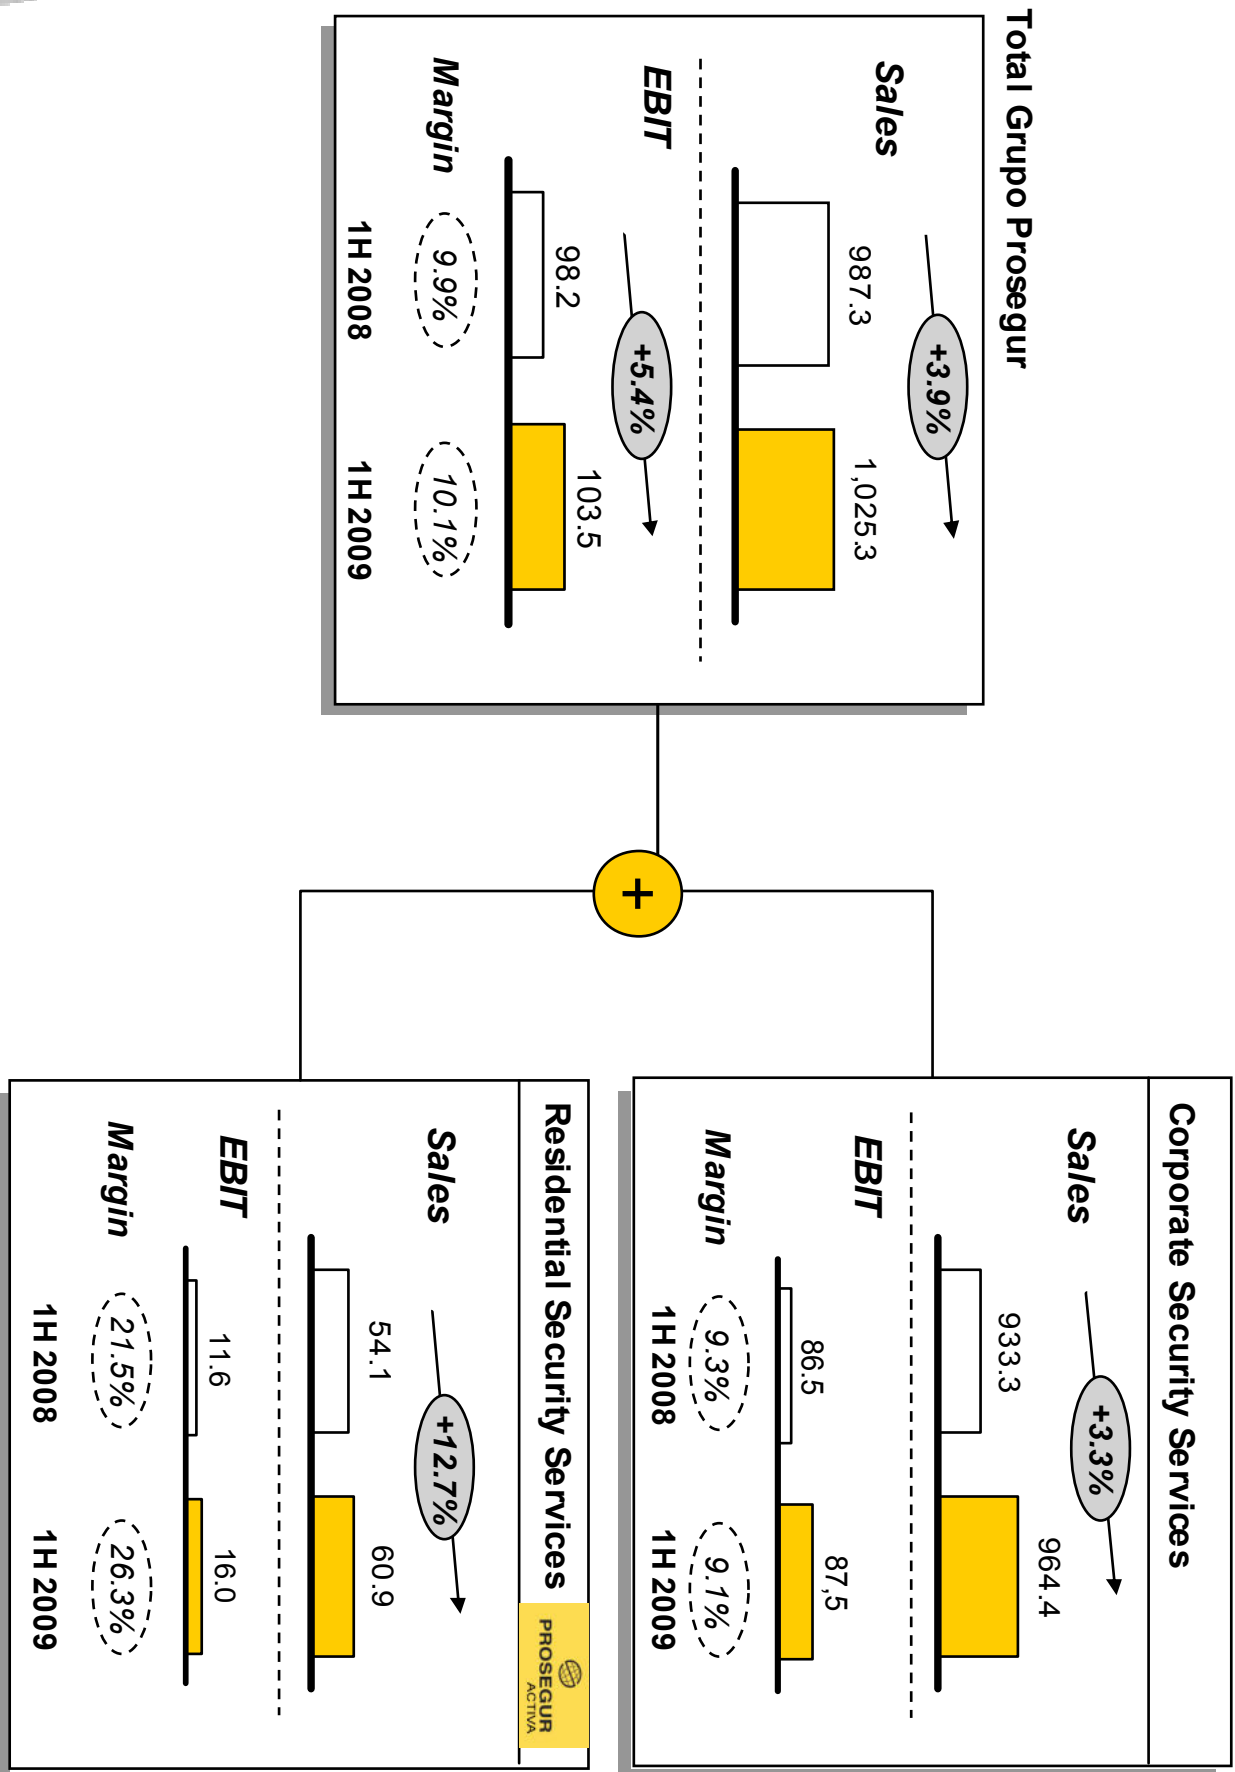 Total Grupo Prosegur
Sales
+3.9%
987.3
1,025.3
EBIT
+5.4%
98.2
103.5
Margin
9.9%
10.1%
1H 2008
1H 2009
+
Corporate Security Services
Sales
+3.3%
933.3
964.4
EBIT
86.5
87,5
Margin
9.3%
9.1%
1H 2008
1H 2009
Residential Security Services
PROSEGUR
ACTIVA
Sales
+12.7%
54.1
60.9
EBIT
11.6
16.0
Margin
21.5%
26.3%
1H 2008
1H 2009